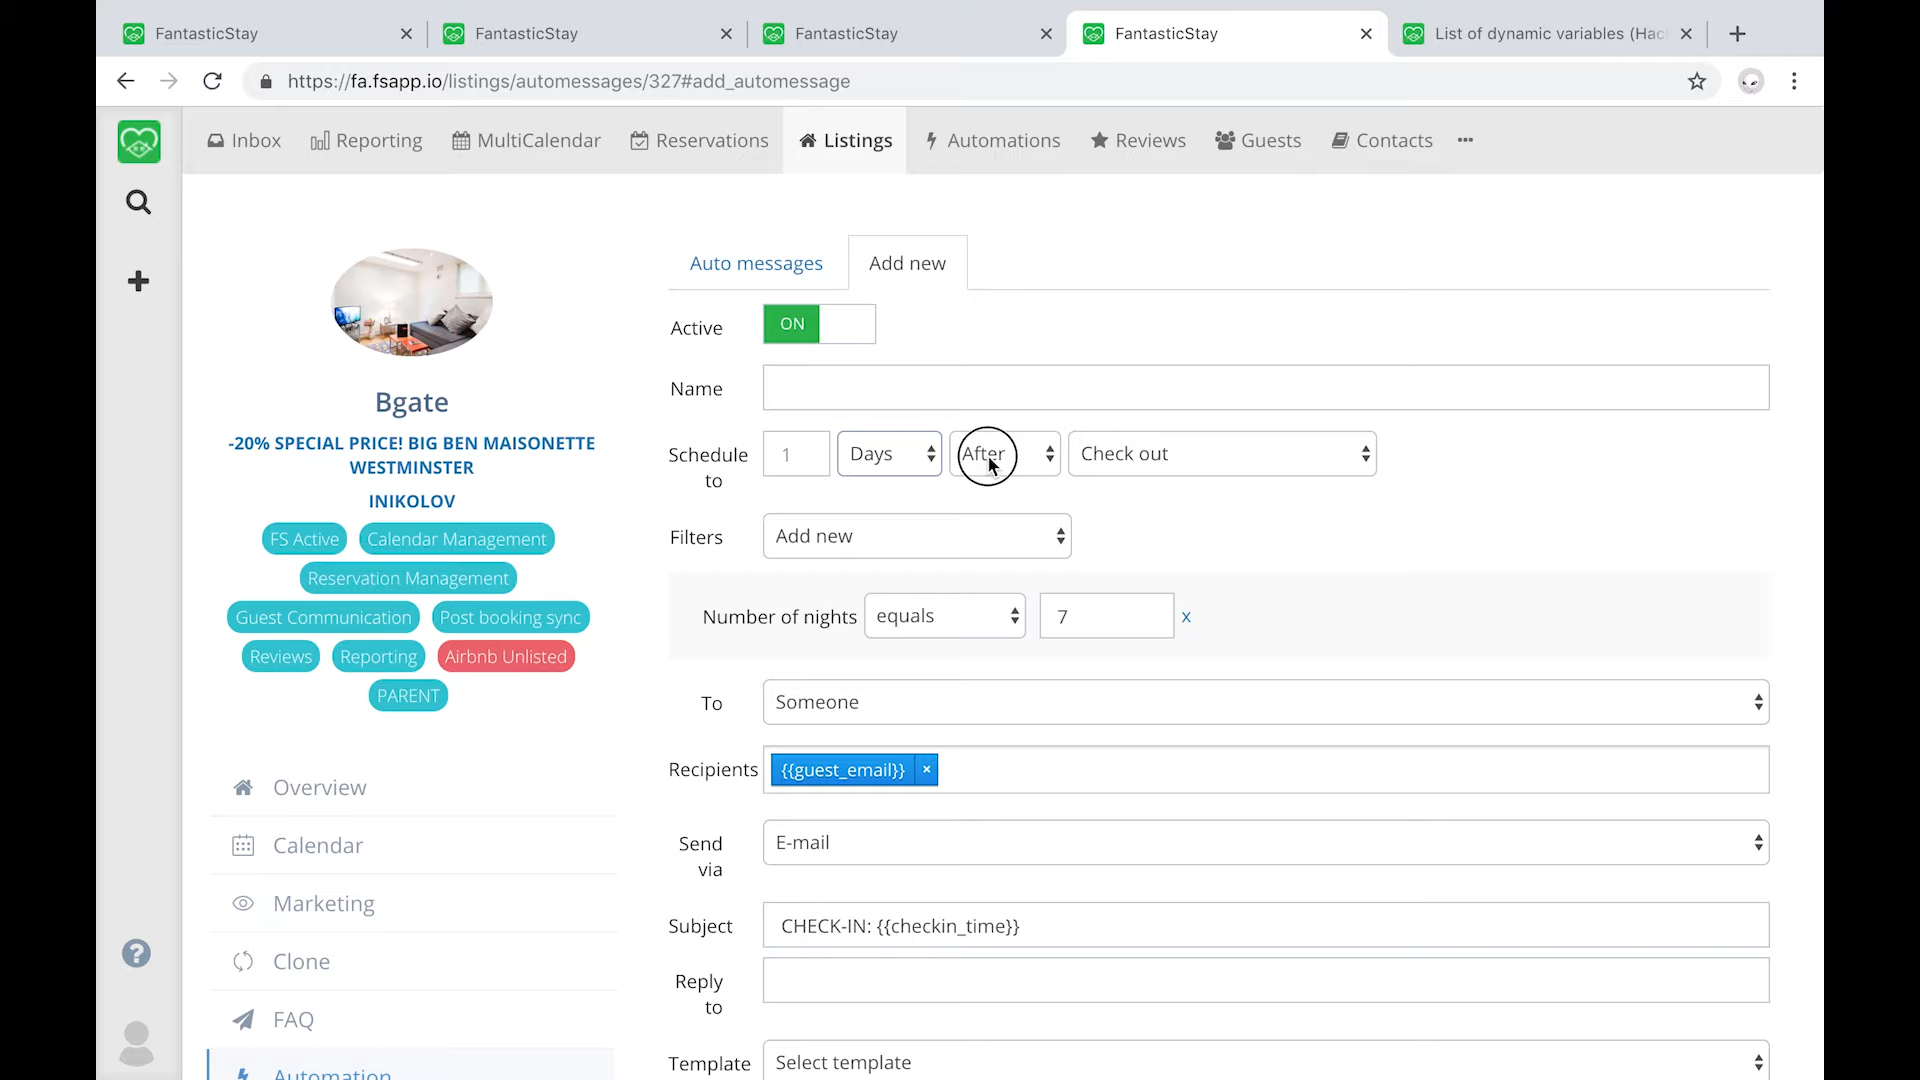 FantasticStay
FantasticStay
FantasticStay
FantasticStay
List of dynamic variables (Hac
https://fa.fsapp.io/listings/automessages/327#add_automessage
Inbox
Reporting
MultiCalendar
Reservations
Listings
Automations
Reviews
Guests
Contacts
Bgate
-20% SPECIAL PRICE! BIG BEN MAISONETTE
WESTMINSTER
INIKOLOV
FS Active
Calendar Management
Reservation Management
Guest Communication
Post booking sync
Reviews
Reporting
Airbnb Unlisted
PARENT
Overview
Calendar
Marketing
Clone
FAQ
Automation
Auto messages
Add new
Active
ON
Name
Schedule
to
1
Days
After
Check out
Filters
Add new
Number of nights
equals
7
x
To
Someone
Recipients
{{guest_email}} ×
Send
via
E-mail
Subject
CHECK-IN: {{checkin_time}}
Reply
to
Template
Select template